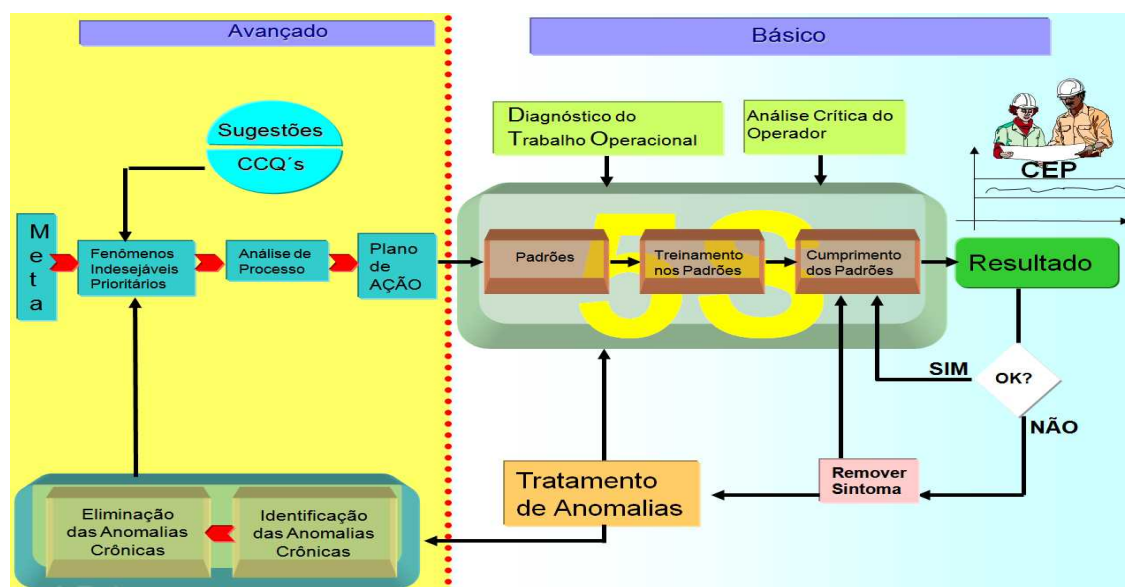 Avançado
Básico
Sugestões
CCQ´s
Diagnóstico do
Trabalho Operacional
Análise Crítica do
Operador
CEP
Meta
Fenômenos
Indesejáveis
Prioritários
Análise de
Processo
Plano
de
AÇÃO
5S
Padrões
Treinamento
nos Padrões
Cumprimento
dos Padrões
Resultado
SIM
OK?
NÃO
Remover
Sintoma
Tratamento
de Anomalias
Eliminação
das Anomalias
Crônicas
Identificação
das Anomalias
Crônicas